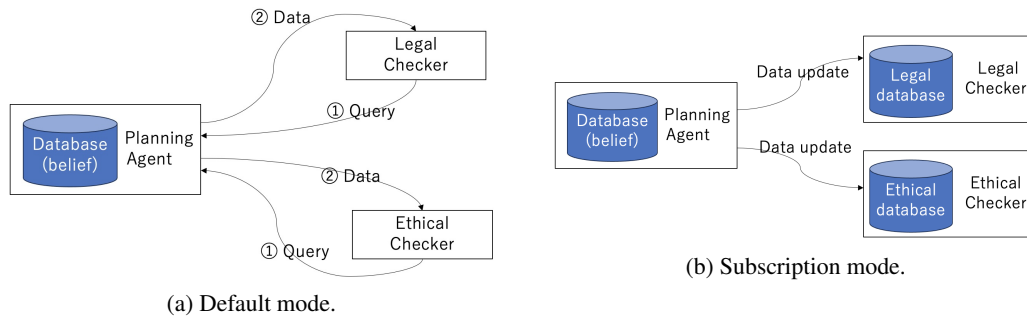 ② Data
Legal
Checker
① Query
Database
(belief)
Planning
Agent
② Data
Ethical
Checker
① Query
(a) Default mode.
Database
(belief)
Planning
Agent
Data update
Legal
database
Legal
Checker
Data update
Ethical
database
Ethical
Checker
(b) Subscription mode.